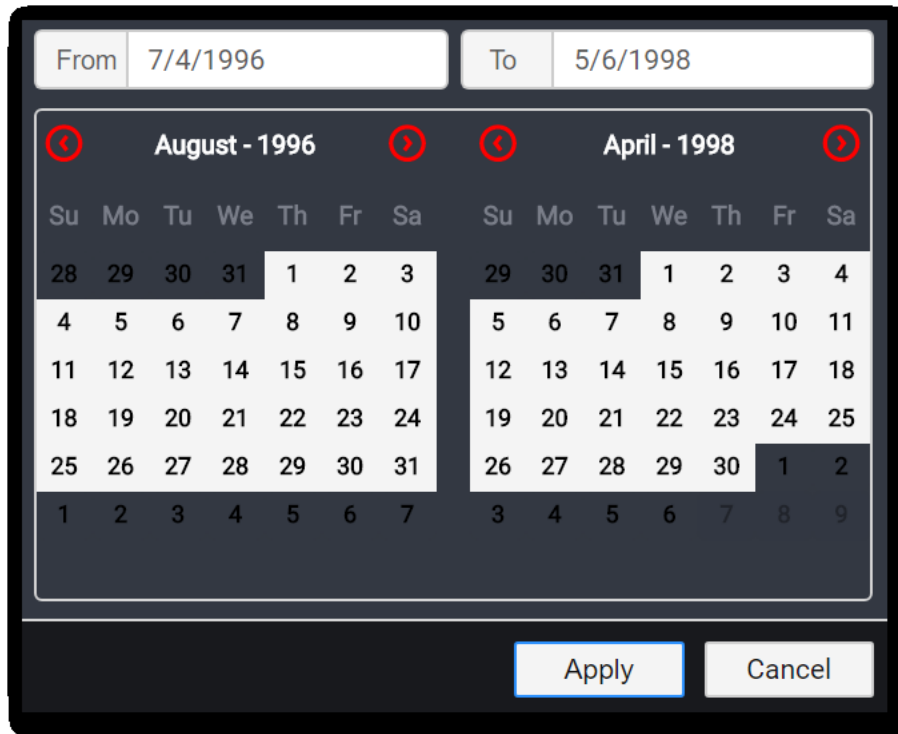 From 7/4/1996 To 5/6/1998
August - 1996 April - 1998
Su Mo Tu We Th Fr Sa Su Mo Tu We Th Fr Sa
28 29 30 31 1 2 3 29 30 31 1 2 3 4
4 5 6 7 8 9 10 5 6 7 8 9 10 11
11 12 13 14 15 16 17 12 13 14 15 16 17 18
18 19 20 21 22 23 24 19 20 21 22 23 24 25
25 26 27 28 29 30 31 26 27 28 29 30 1 2
1 2 3 4 5 6 7 3 4 5 6 7 8 9
Apply Cancel